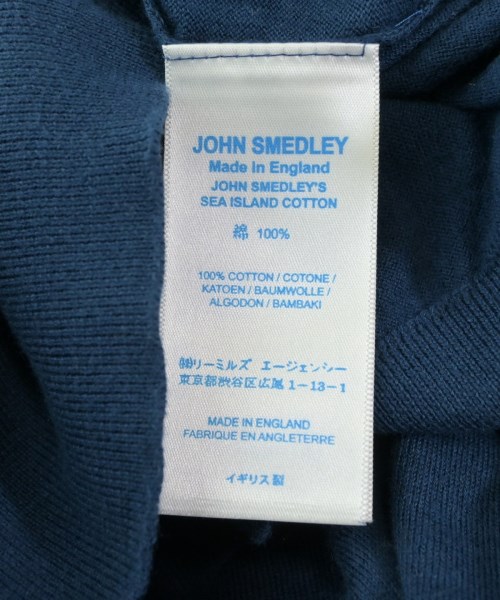 JOHN SMEDLEY
Made in England
JOHN SMEDLEY'S
SEA ISLAND COTTON
綿 100%
100% COTTON / COTONE /
KATOEN / BAUMWOLLE /
ALGODON / BAMBAKI
㈱リーミルズ エージェンシー
東京都渋谷区広尾 1-13-1
MADE IN ENGLAND
FABRIQUE EN ANGLETERRE
イギリス製